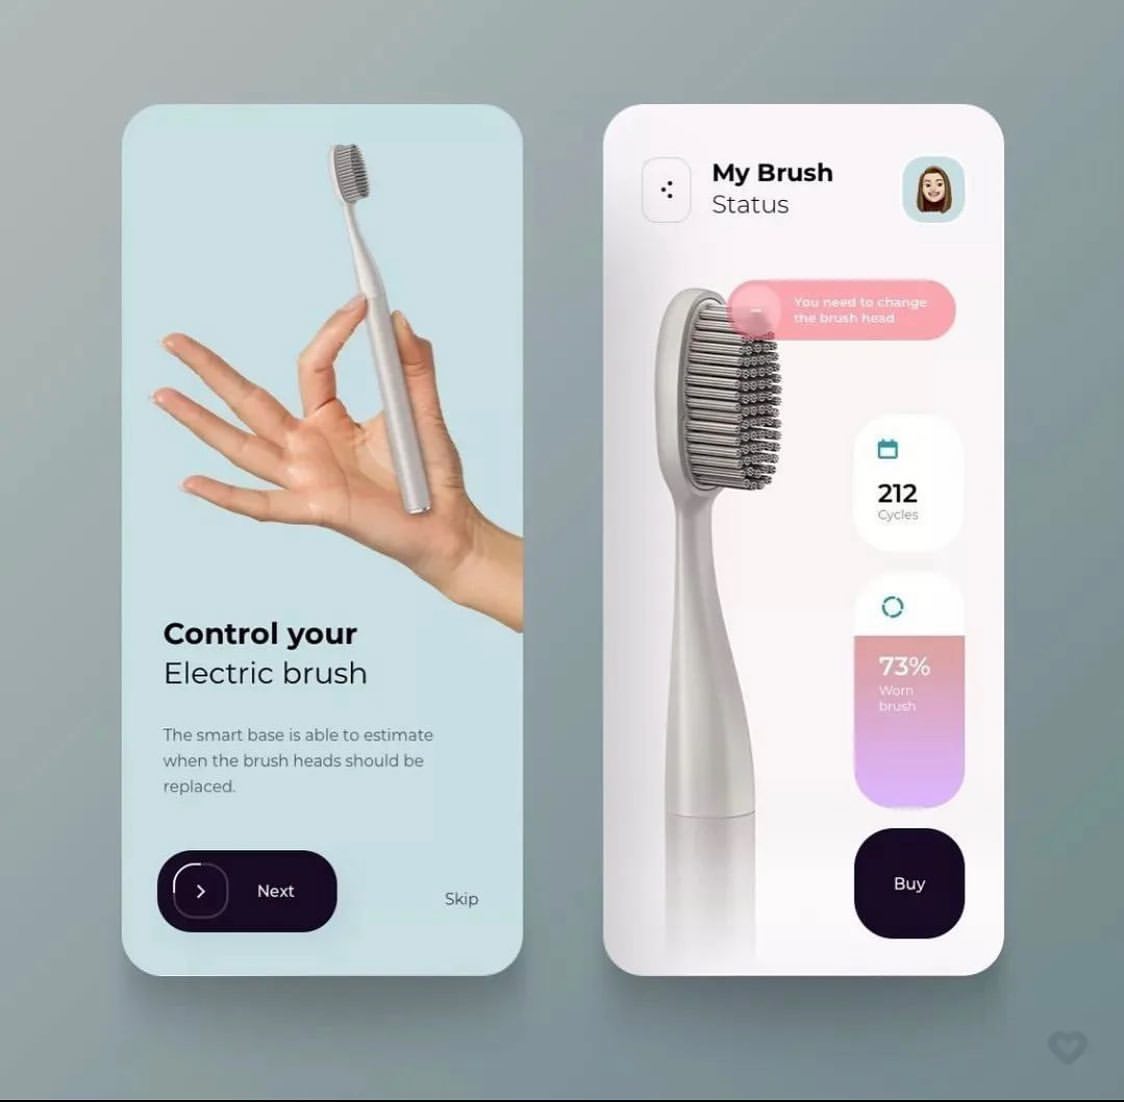 Control your
Electric brush
The smart base is able to estimate
when the brush heads should be
replaced.
Next
Skip
My Brush
Status
You need to change
the brush head
212
Cycles
73%
Worn
brush
Buy